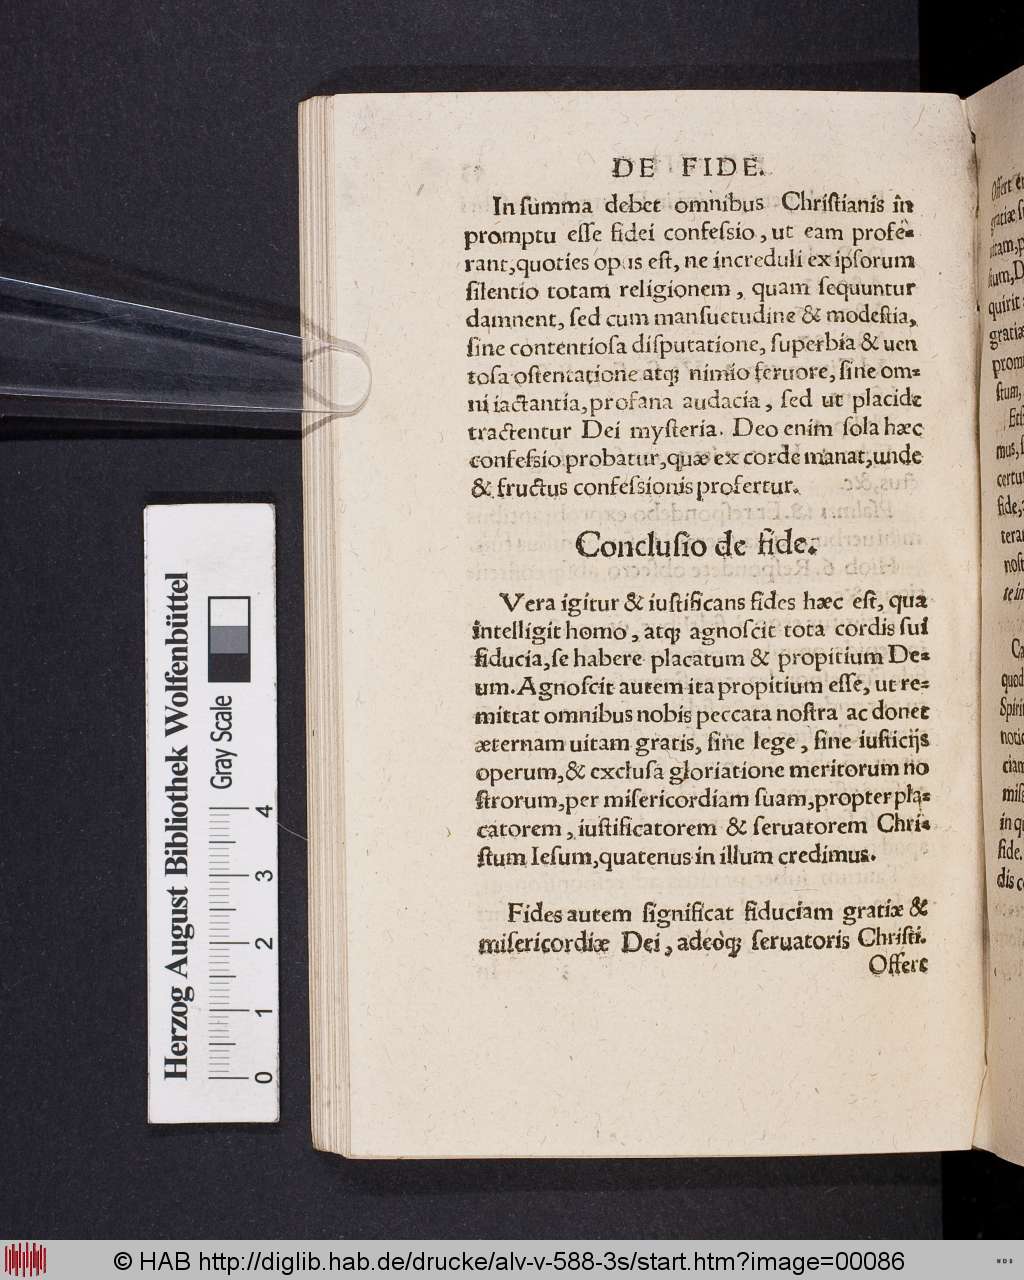 DE FIDE.
In summa debet omnibus Christianis in
promptu esse fidei confessio, ut eam profe-
rant, quoties opus est, ne increduli ex ipsorum
silentio totam religionem, quam sequuntur
damnent, sed cum mansuetudine & modestia,
sine contentiosa disputatione, superbia & uen
tosa ostentatione atq; nimio feruore, sine om-
ni iactantia, profana audacia, sed ut placide
tractentur Dei mysteria. Deo enim sola hæc
confessio probatur, quæ ex corde manat, unde
& fructus confessionis profertur.
Conclusio de fide.
Vera igitur & iustificans fides hæc est, qua
intelligit homo, atq; agnoscit tota cordis sui
fiducia, se habere placatum & propitium De-
um. Agnoscit autem ita propitium esse, ut re-
mittat omnibus nobis peccata nostra ac donet
æternam uitam gratis, sine lege, sine iusticijs
operum, & exclusa gloriatione meritorum no
strorum, per misericordiam suam, propter pla-
catorem, iustificatorem & seruatorem Chri-
stum Iesum, quatenus in illum credimus.
Fides autem significat fiduciam gratiæ &
misericordiæ Dei, adeòq; seruatoris Christi.
Offert
Herzog August Bibliothek Wolfenbüttel
Gray Scale
0 1 2 3 4
© HAB http://diglib.hab.de/drucke/alv-v-588-3s/start.htm?image=00086